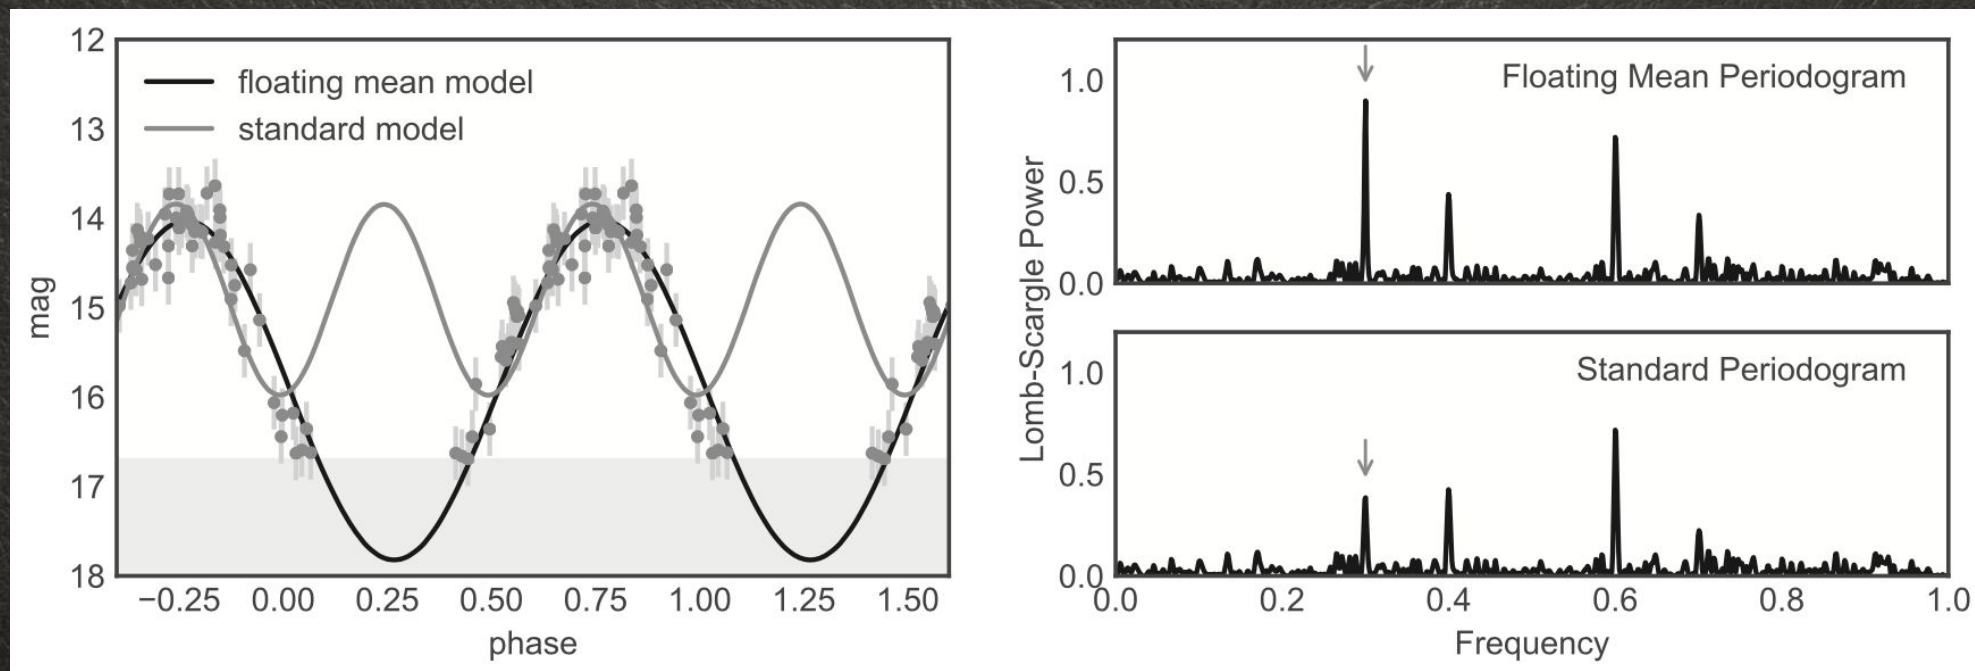 12
13
14
15
16
17
18
mag
floating mean model
standard model
−0.25 0.00 0.25 0.50 0.75 1.00 1.25 1.50
phase
Lomb-Scargle Power
1.0
0.5
0.0
Floating Mean Periodogram
1.0
0.5
0.0
Standard Periodogram
0.0 0.2 0.4 0.6 0.8 1.0
Frequency